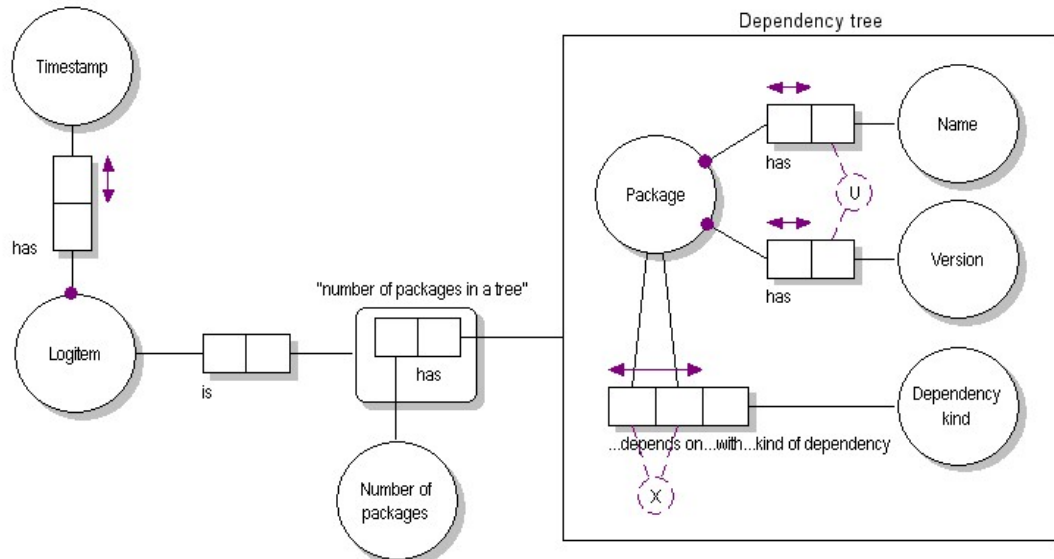 Dependency tree
Timestamp
Name
has
U
Package
Version
has
has
"number of packages in a tree"
Logitem
has
is
Dependency
kind
...depends on...with...kind of dependency
X
Number of
packages